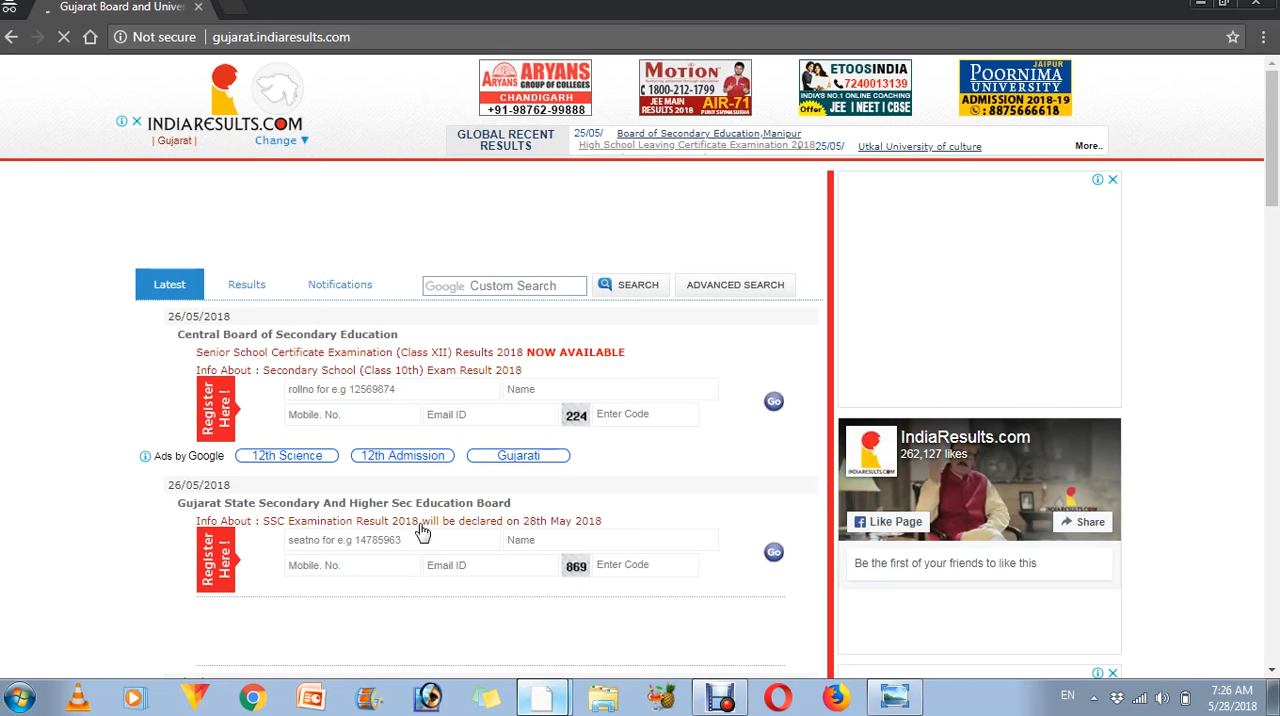 Gujarat Board and Univer
Not secure
gujarat.indiaresults.com
INDIARESULTS.COM
| Gujarat |
Change ▼
ARYANS
GROUP OF COLLEGES
CHANDIGARH
+91-98762-99888
MOTION
1800-212-1799
JEE MAIN
RESULTS 2018
AIR-71
ETOOSINDIA
7240013139
INDIA'S NO.1 ONLINE COACHING
Offer
JEE | NEET | CBSE
JAIPUR
POORNIMA
UNIVERSITY
ADMISSION 2018-19
: 8875666618
GLOBAL RECENT
RESULTS
25/05/ Board of Secondary Education,Manipur
High School Leaving Certificate Examination 2018
25/05/ Utkal University of culture
More..
Latest
Results
Notifications
Google Custom Search
SEARCH
ADVANCED SEARCH
26/05/2018
Central Board of Secondary Education
Senior School Certificate Examination (Class XII) Results 2018 NOW AVAILABLE
Info About : Secondary School (Class 10th) Exam Result 2018
Register
Here !
rollno for e.g 12569874
Name
Go
Mobile. No.
Email ID
224
Enter Code
Ads by Google
12th Science
12th Admission
Gujarati
26/05/2018
Gujarat State Secondary And Higher Sec Education Board
Info About : SSC Examination Result 2018 will be declared on 28th May 2018
Register
Here !
seatno for e.g 14785963
Name
Go
Mobile. No.
Email ID
869
Enter Code
IndiaResults.com
262,127 likes
INDIARESULTS.COM
Like Page
Share
Be the first of your friends to like this
EN
7:26 AM
5/28/2018